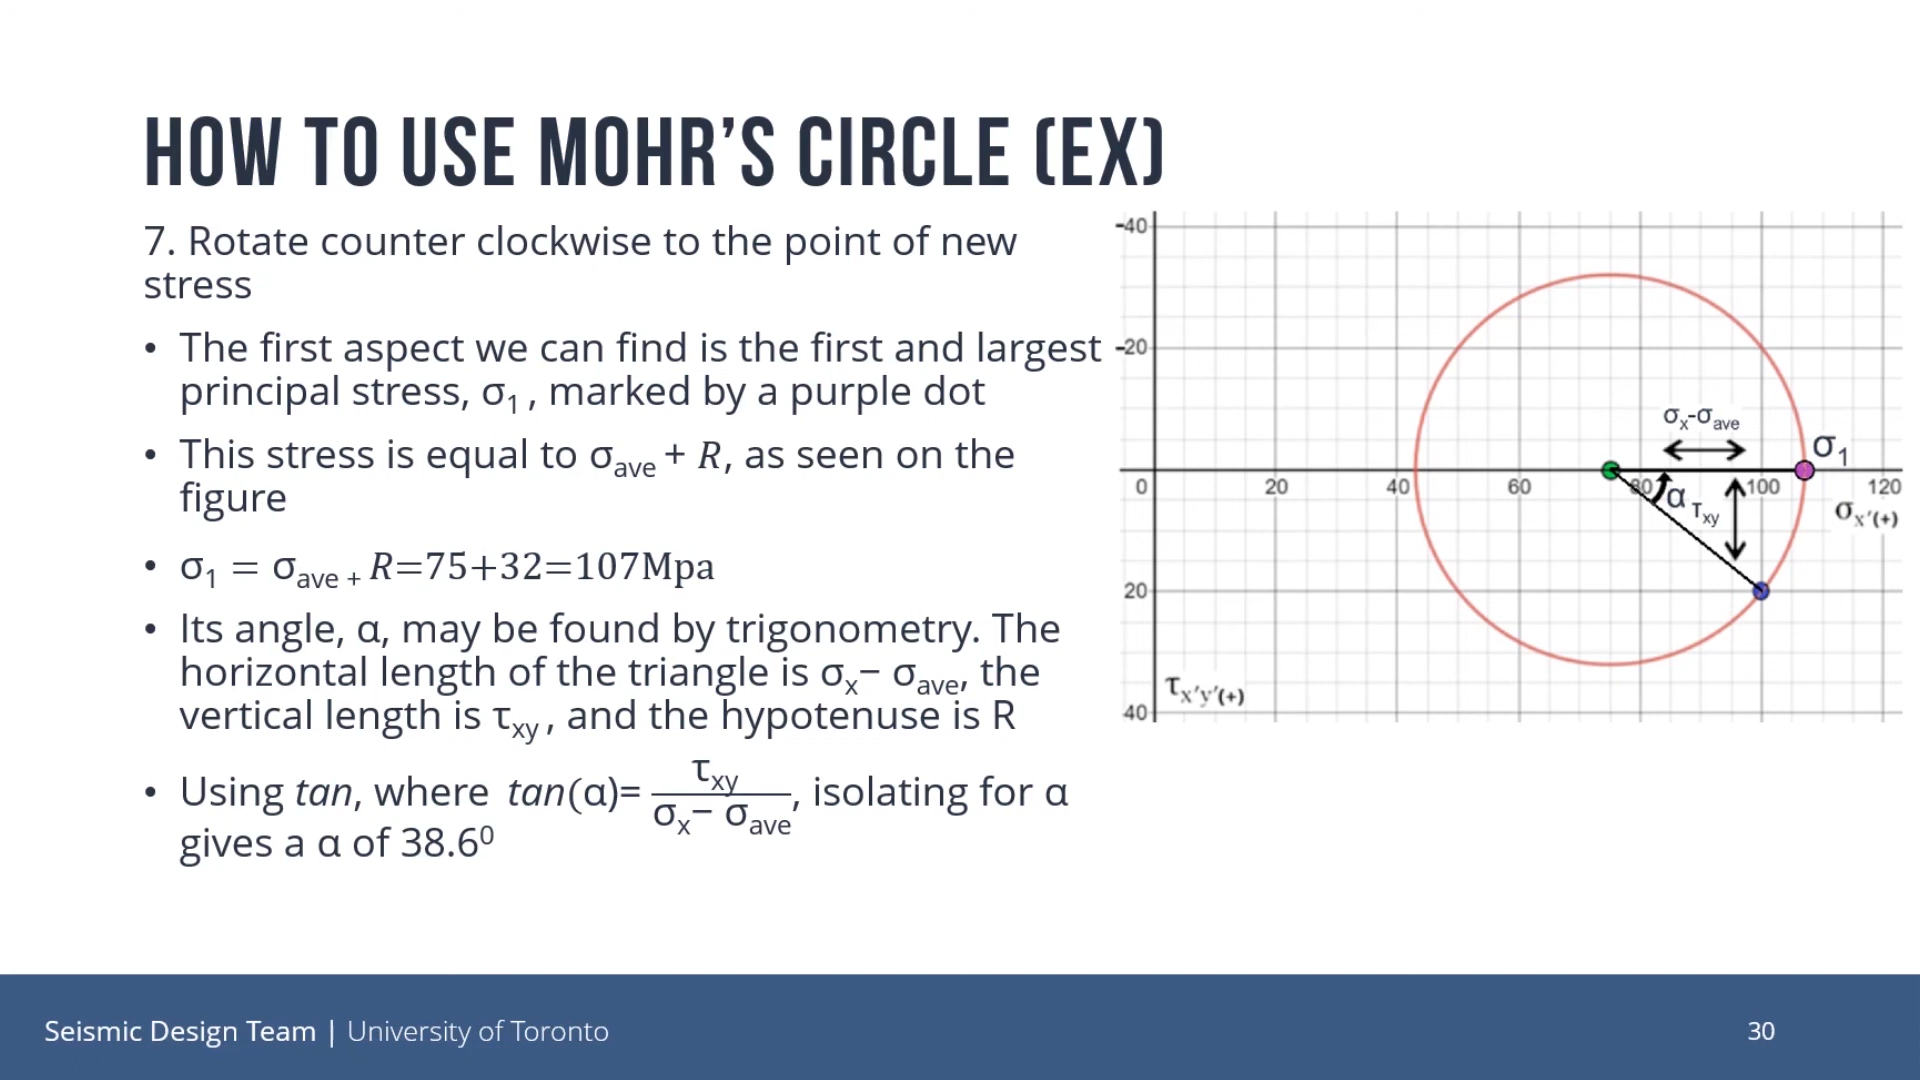 HOW TO USE MOHR’S CIRCLE (EX)
7. Rotate counter clockwise to the point of new
stress
• The first aspect we can find is the first and largest
principal stress, σ₁ , marked by a purple dot
• This stress is equal to σave + R, as seen on the
figure
• σ₁ = σave + R=75+32=107Mpa
• Its angle, α, may be found by trigonometry. The
horizontal length of the triangle is σx− σave, the
vertical length is τxy , and the hypotenuse is R
• Using tan, where tan(α)= τxy / σx− σave, isolating for α
gives a α of 38.6⁰
-40
-20
σx-σave
σ₁
0 20 40 60 80 100 120
α τxy
σx′(+)
20
τx′y′(+)
40
Seismic Design Team | University of Toronto
30